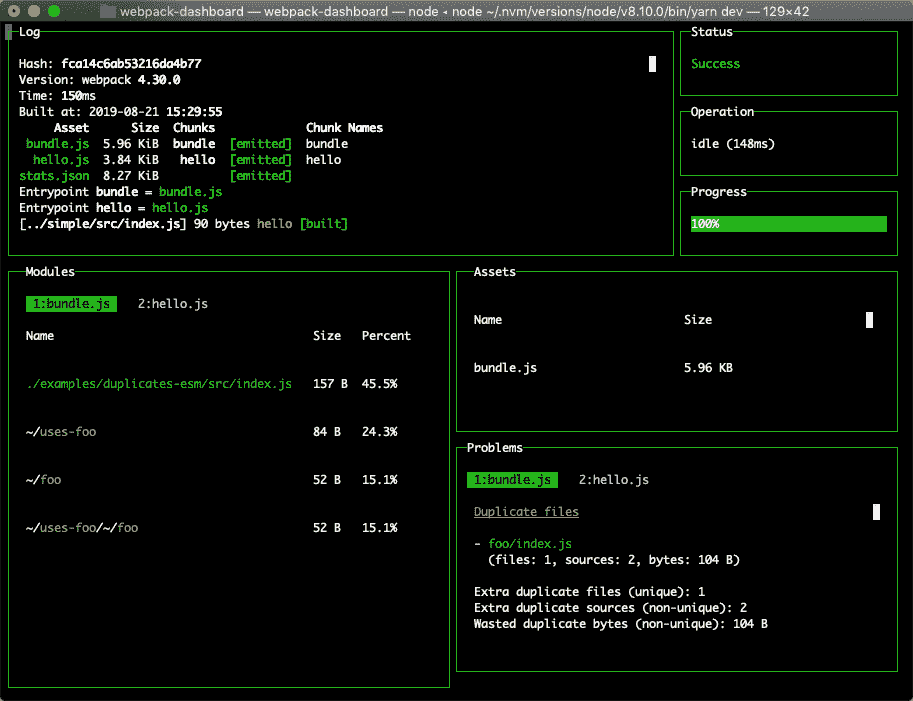 webpack-dashboard — webpack-dashboard — node ◂ node ~/.nvm/versions/node/v8.10.0/bin/yarn dev — 129×42
Log
Hash: fca14c6ab53216da4b77
Version: webpack 4.30.0
Time: 150ms
Built at: 2019-08-21 15:29:55
Asset Size Chunks Chunk Names
bundle.js 5.96 KiB bundle [emitted] bundle
hello.js 3.84 KiB hello [emitted] hello
stats.json 8.27 KiB [emitted]
Entrypoint bundle = bundle.js
Entrypoint hello = hello.js
[../simple/src/index.js] 90 bytes hello [built]
Status
Success
Operation
idle (148ms)
Progress
100%
Modules
1:bundle.js 2:hello.js
Name Size Percent
./examples/duplicates-esm/src/index.js 157 B 45.5%
~/uses-foo 84 B 24.3%
~/foo 52 B 15.1%
~/uses-foo/~/foo 52 B 15.1%
Assets
Name Size
bundle.js 5.96 KB
Problems
1:bundle.js 2:hello.js
Duplicate files
- foo/index.js
(files: 1, sources: 2, bytes: 104 B)
Extra duplicate files (unique): 1
Extra duplicate sources (non-unique): 2
Wasted duplicate bytes (non-unique): 104 B